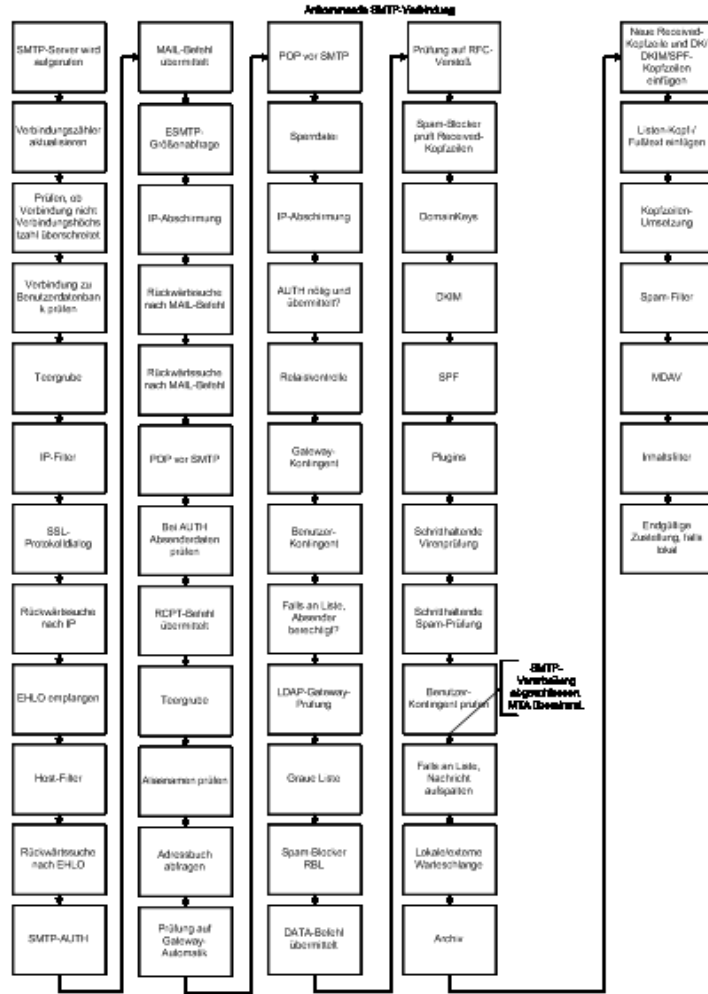 Ankommende SMTP-Verbindung
SMTP-Server wird
aufgerufen
Verbindungszähler
aktualisieren
Prüfen, ob
Verbindung nicht
Verbindungshöchs
tzahl überschreitet
Verbindung zu
Benutzerdatenban
k prüfen
Teergrube
IP-Filter
SSL-
Protokolldialog
Rückwärtssuche
nach IP
EHLO empfangen
Host-Filter
Rückwärtssuche
nach EHLO
SMTP-AUTH
MAIL-Befehl
übermittelt
ESMTP-
Größenabfrage
IP-Abschirmung
Rückwärtssuche
nach MAIL-Befehl
Rückwärtssuche
nach MAIL-Befehl
POP vor SMTP
Bei AUTH
Absenderdaten
prüfen
RCPT-Befehl
übermittelt
Teergrube
Aliasnamen prüfen
Adressbuch
abfragen
Prüfung auf
Gateway-
Automatik
POP vor SMTP
Sperrdatei
IP-Abschirmung
AUTH nötig und
übermittelt?
Relaiskontrolle
Gateway-
Kontingent
Benutzer-
Kontingent
Falls an Liste,
Absender
berechtigt?
LDAP-Gateway-
Prüfung
Graue Liste
Spam-Blocker
RBL
DATA-Befehl
übermittelt
Prüfung auf RFC-
Verstoß
Spam-Blocker
prüft Received-
Kopfzeilen
DomainKeys
DKIM
SPF
Plugins
Schritthaltende
Virenprüfung
Schritthaltende
Spam-Prüfung
Benutzer-
Kontingent prüfen
SMTP-
Verarbeitung
abgeschlossen.
MTA übernimmt.
Falls an Liste,
Nachricht
aufspalten
Lokale/externe
Warteschlange
Archiv
Neue Received-
Kopfzeile und DK/
DKIM/SPF-
Kopfzeilen
einfügen
Listen-Kopf-/
Fußtext einfügen
Kopfzeilen-
Umsetzung
Spam-Filter
MDAV
Inhaltsfilter
Endgültige
Zustellung, falls
lokal